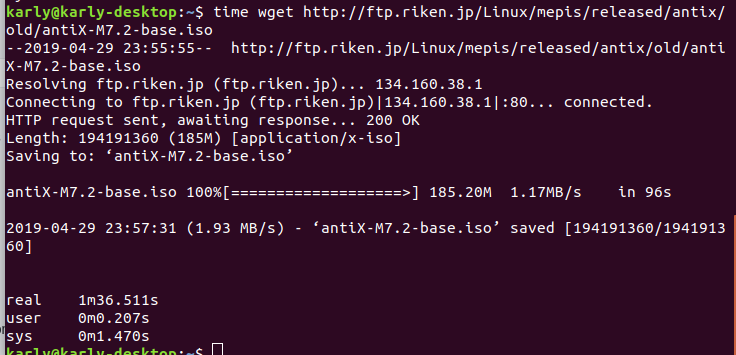 karly@karly-desktop:~$ time wget http://ftp.riken.jp/Linux/mepis/released/antix/
old/antiX-M7.2-base.iso
--2019-04-29 23:55:55--  http://ftp.riken.jp/Linux/mepis/released/antix/old/anti
X-M7.2-base.iso
Resolving ftp.riken.jp (ftp.riken.jp)... 134.160.38.1
Connecting to ftp.riken.jp (ftp.riken.jp)|134.160.38.1|:80... connected.
HTTP request sent, awaiting response... 200 OK
Length: 194191360 (185M) [application/x-iso]
Saving to: ‘antiX-M7.2-base.iso’
antiX-M7.2-base.iso 100%[===================>] 185.20M  1.17MB/s    in 96s
2019-04-29 23:57:31 (1.93 MB/s) - ‘antiX-M7.2-base.iso’ saved [194191360/1941913
60]
real    1m36.511s
user    0m0.207s
sys     0m1.470s
karly@karly-desktop:~$